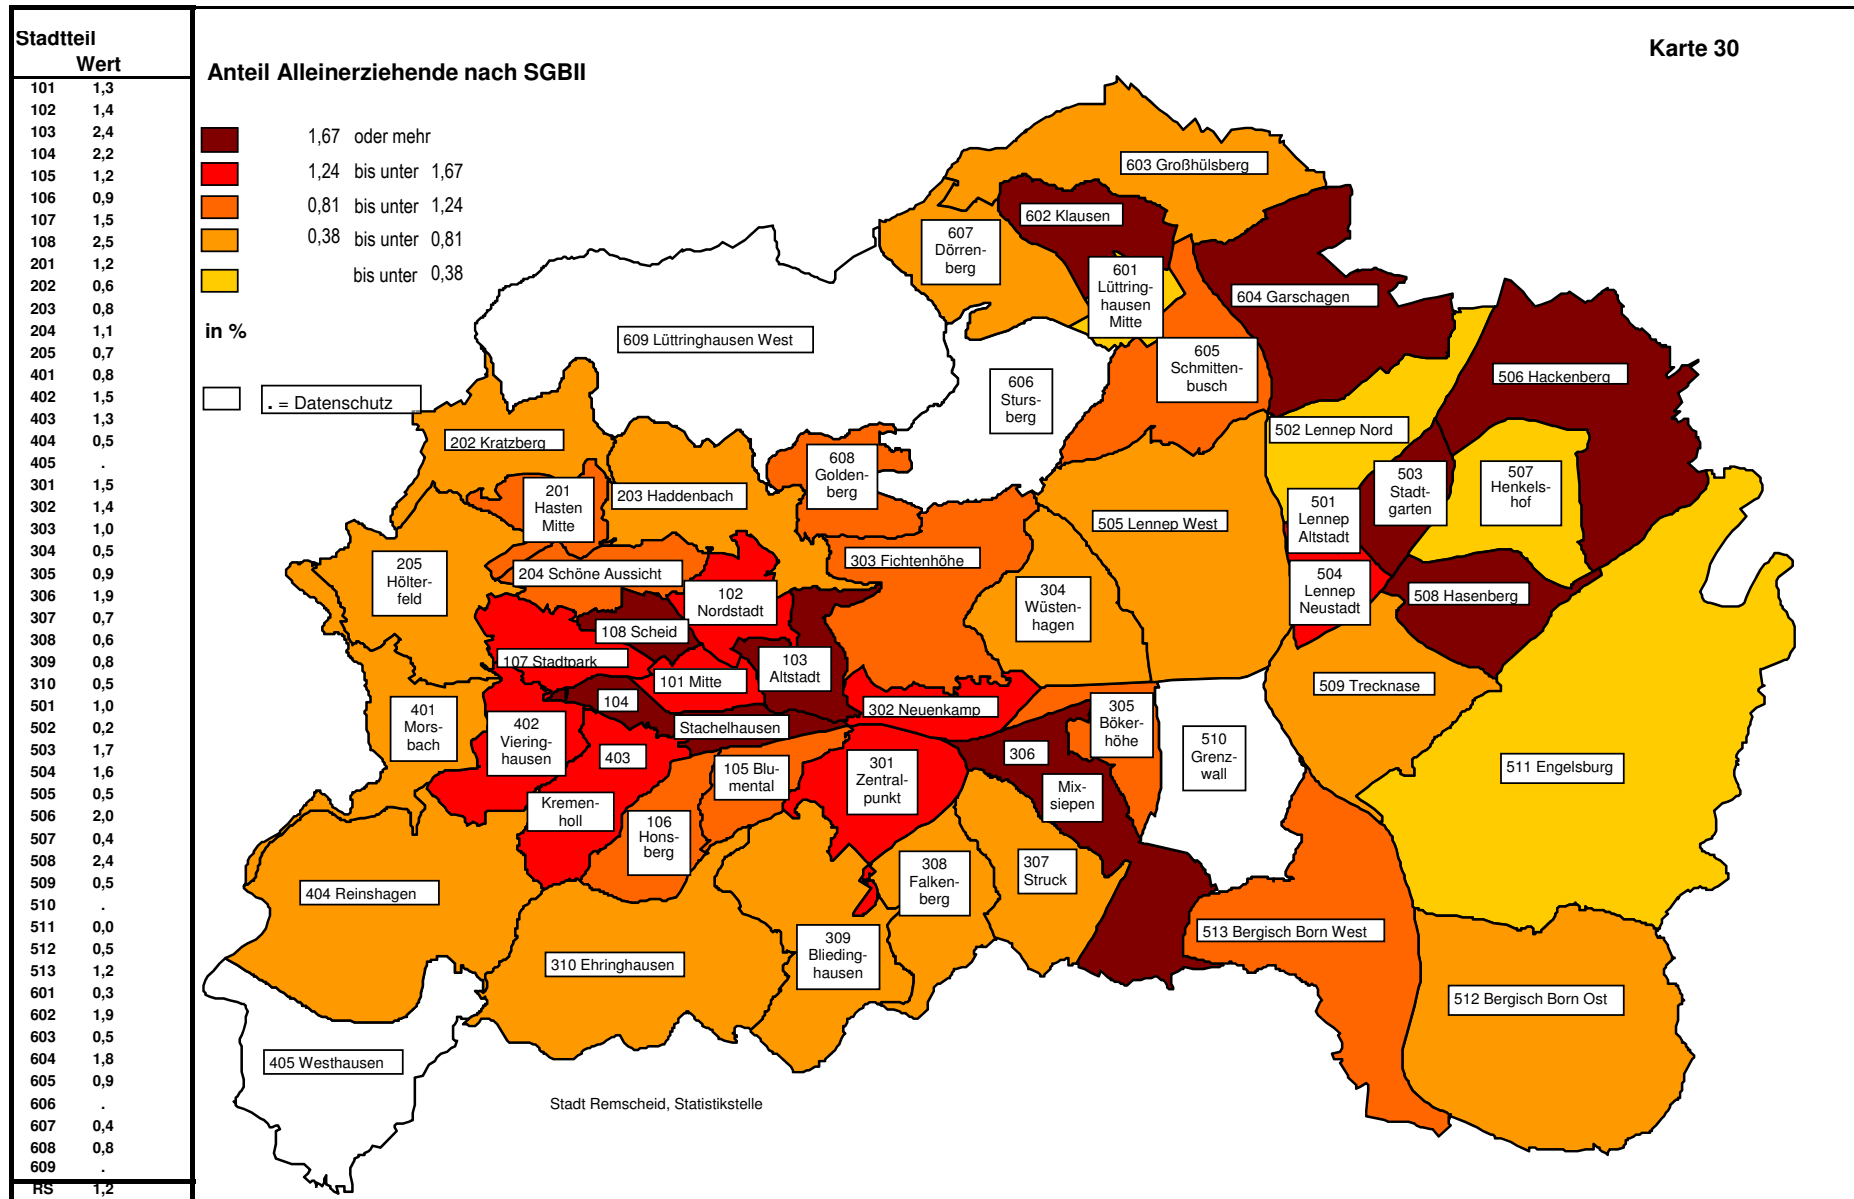 Stadtteil
Wert
101 1,3
102 1,4
103 2,4
104 2,2
105 1,2
106 0,9
107 1,5
108 2,5
201 1,2
202 0,6
203 0,8
204 1,1
205 0,7
401 0,8
402 1,5
403 1,3
404 0,5
405 .
301 1,5
302 1,4
303 1,0
304 0,5
305 0,9
306 1,9
307 0,7
308 0,6
309 0,8
310 0,5
501 1,0
502 0,2
503 1,7
504 1,6
505 0,5
506 2,0
507 0,4
508 2,4
509 0,5
510 .
511 0,0
512 0,5
513 1,2
601 0,3
602 1,9
603 0,5
604 1,8
605 0,9
606 .
607 0,4
608 0,8
609 .
RS 1,2
Karte 30
Anteil Alleinerziehende nach SGBII
1,67 oder mehr
1,24 bis unter 1,67
0,81 bis unter 1,24
0,38 bis unter 0,81
bis unter 0,38
in %
. = Datenschutz
603 Großhülsberg
602 Klausen
607
Dörren-
berg
601
Lüttring-
hausen
Mitte
604 Garschagen
609 Lüttringhausen West
605
Schmitten-
busch
606
Sturs-
berg
506 Hackenberg
502 Lennep Nord
202 Kratzberg
608
Golden-
berg
503
Stadt-
garten
507
Henkels-
hof
201
Hasten
Mitte
203 Haddenbach
501
Lennep
Altstadt
505 Lennep West
303 Fichtenhöhe
205
Hölter-
feld
204 Schöne Aussicht
102
Nordstadt
304
Wüsten-
hagen
504
Lennep
Neustadt
508 Hasenberg
108 Scheid
107 Stadtpark
103
Altstadt
101 Mitte
509 Trecknase
104
Stachelhausen
302 Neuenkamp
305
Böker-
höhe
401
Mors-
bach
402
Viering-
hausen
403
Kremen-
holl
105 Blu-
mental
301
Zentral-
punkt
306
Mix-
siepen
510
Grenz-
wall
511 Engelsburg
106
Hons-
berg
308
Falken-
berg
307
Struck
404 Reinshagen
513 Bergisch Born West
309
Blieding-
hausen
310 Ehringhausen
512 Bergisch Born Ost
405 Westhausen
Stadt Remscheid, Statistikstelle